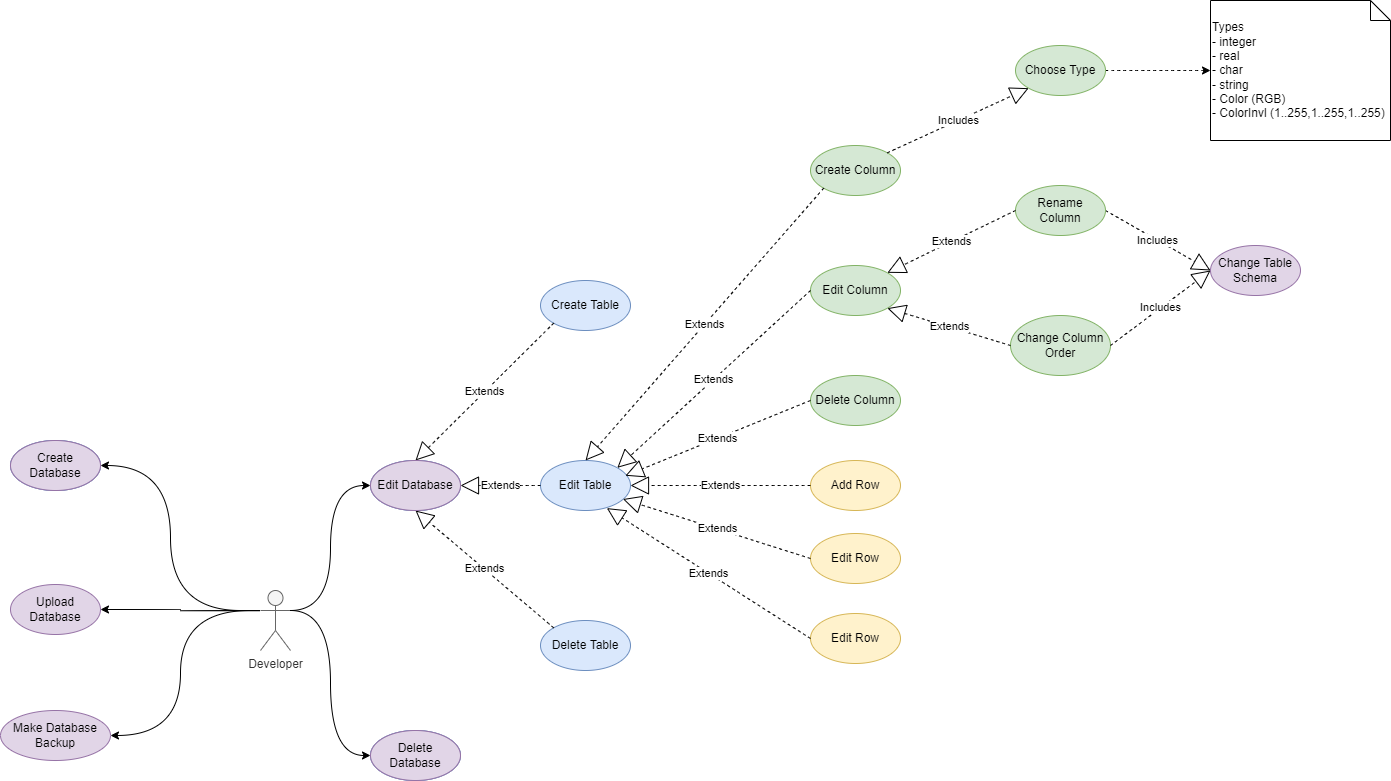 Types
- integer
- real
- char
- string
- Color (RGB)
- ColorInvl (1..255,1..255,1..255)
Choose Type
Includes
Create Column
Rename
Column
Extends
Includes
Change Table
Schema
Edit Column
Create Table
Includes
Extends
Extends
Change Column
Order
Extends
Extends
Delete Column
Extends
Create
Database
Edit Database
Extends
Edit Table
Extends
Add Row
Extends
Edit Row
Extends
Extends
Upload
Database
Edit Row
Delete Table
Developer
Make Database
Backup
Delete
Database